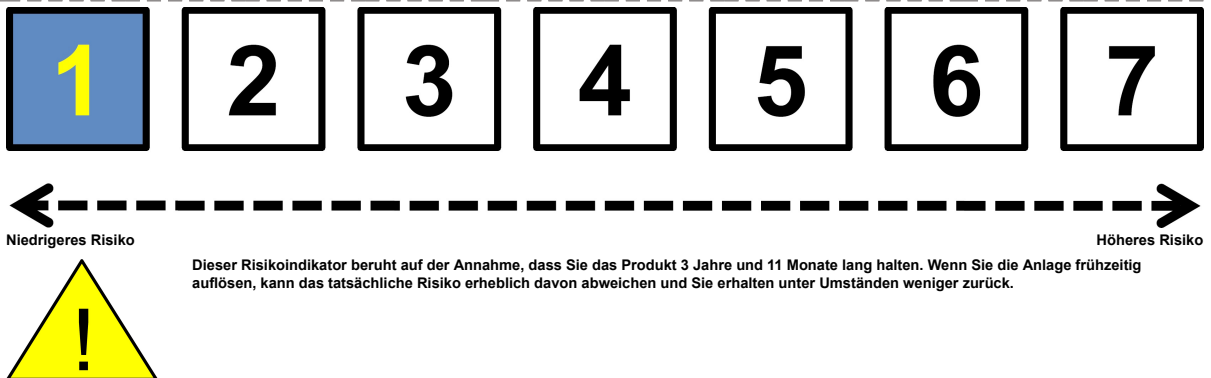 1 2 3 4 5 6 7
Niedrigeres Risiko Höheres Risiko
Dieser Risikoindikator beruht auf der Annahme, dass Sie das Produkt 3 Jahre und 11 Monate lang halten. Wenn Sie die Anlage frühzeitig
auflösen, kann das tatsächliche Risiko erheblich davon abweichen und Sie erhalten unter Umständen weniger zurück.
!